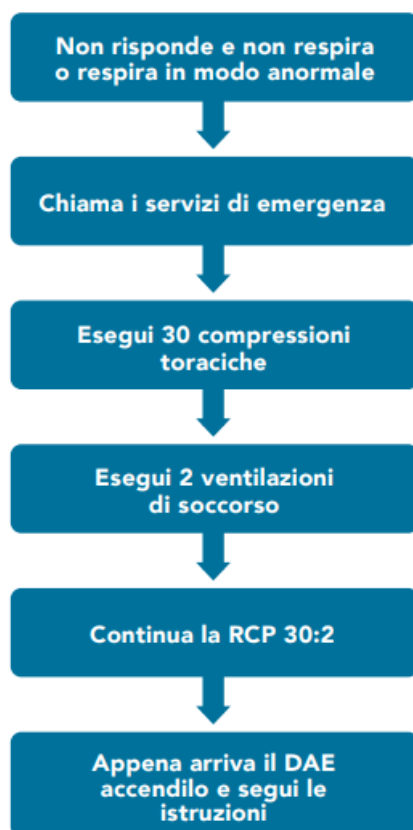 Non risponde e non respira
o respira in modo anormale
Chiama i servizi di emergenza
Esegui 30 compressioni
toraciche
Esegui 2 ventilazioni
di soccorso
Continua la RCP 30:2
Appena arriva il DAE
accendilo e segui le
istruzioni